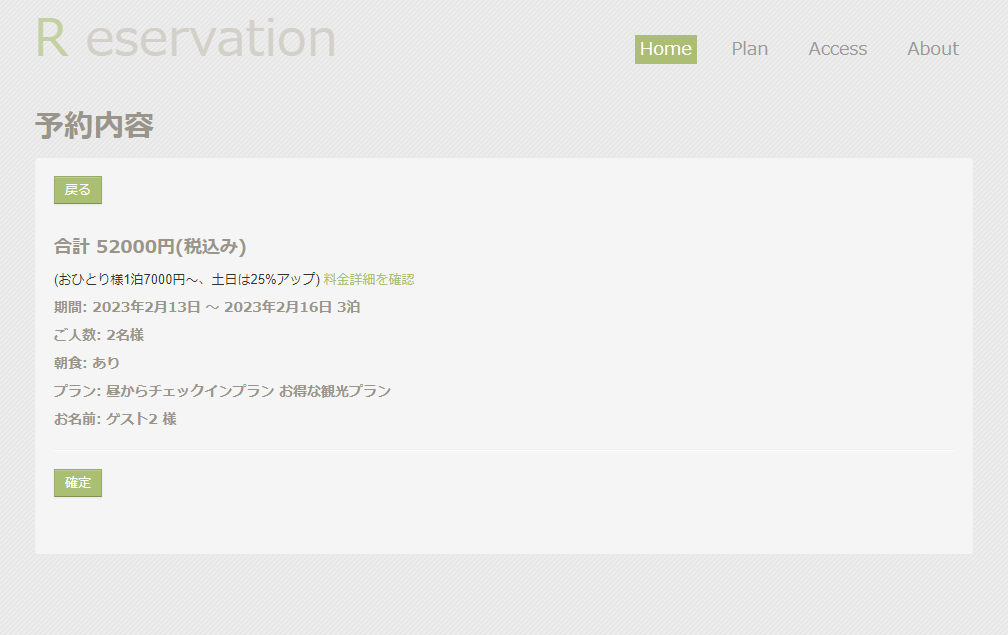 R eservation
Home Plan Access About
予約内容
戻る
合計 52000円(税込み)
(おひとり様1泊7000円～、土日は25%アップ) 料金詳細を確認
期間: 2023年2月13日 ～ 2023年2月16日 3泊
ご人数: 2名様
朝食: あり
プラン: 昼からチェックインプラン お得な観光プラン
お名前: ゲスト2 様
確定